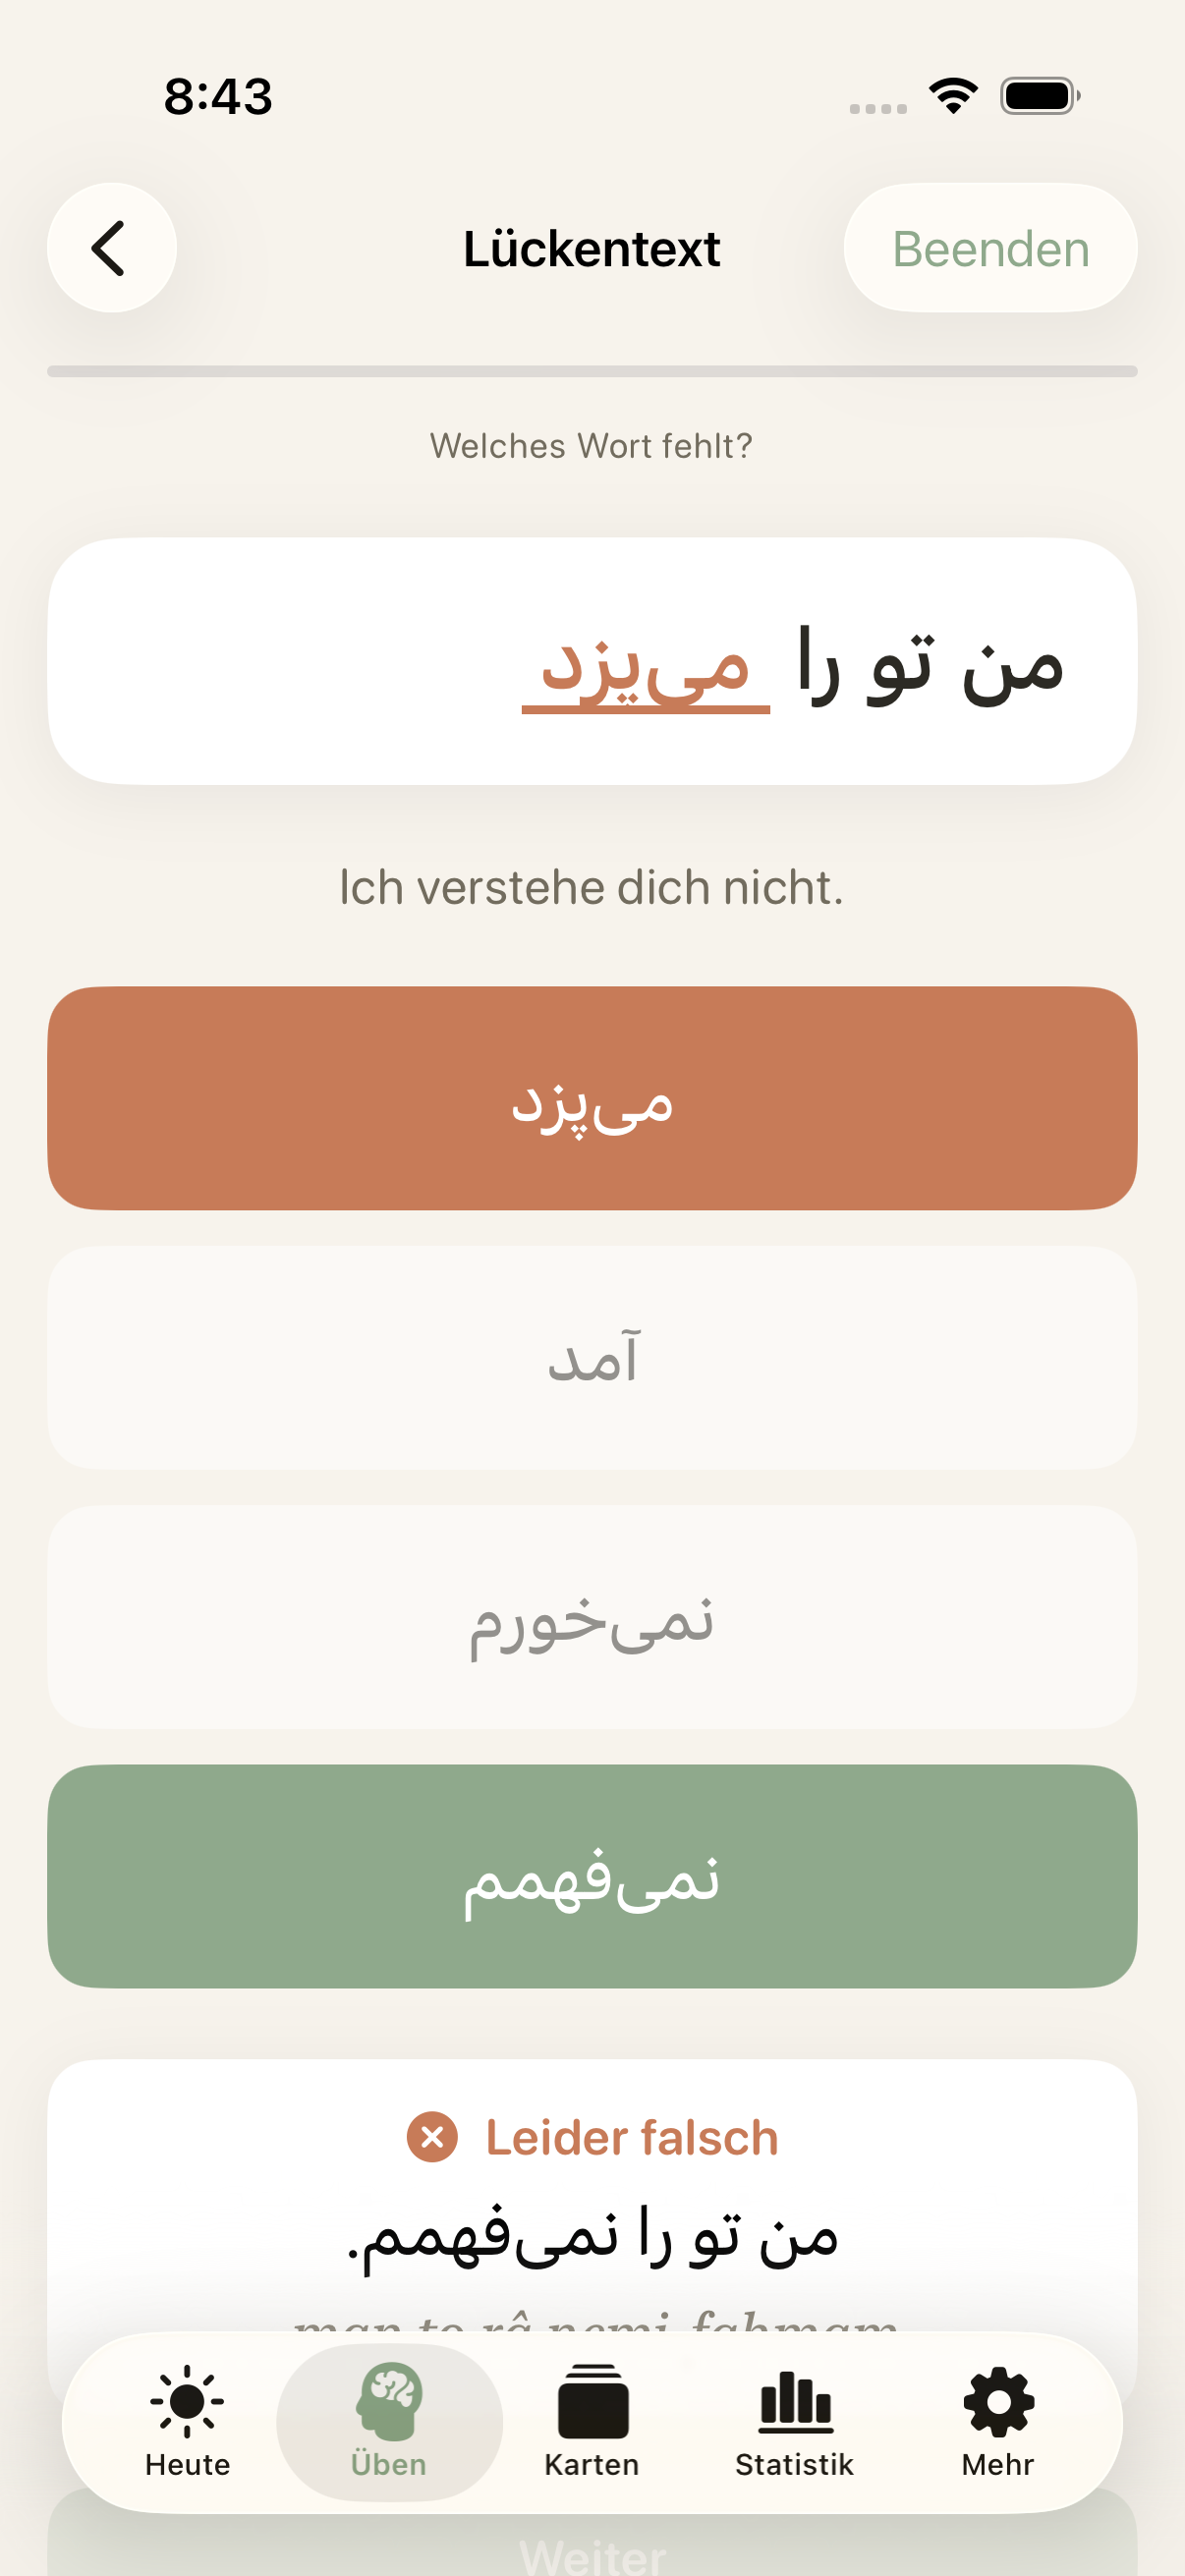 8:43
Lückentext
Beenden
Welches Wort fehlt?
من تو را می‌پزد
Ich verstehe dich nicht.
می‌پزد
آمد
نمی‌خورم
نمی‌فهمم
Leider falsch
من تو را نمی‌فهمم.
Heute
Üben
Karten
Statistik
Mehr
Weiter